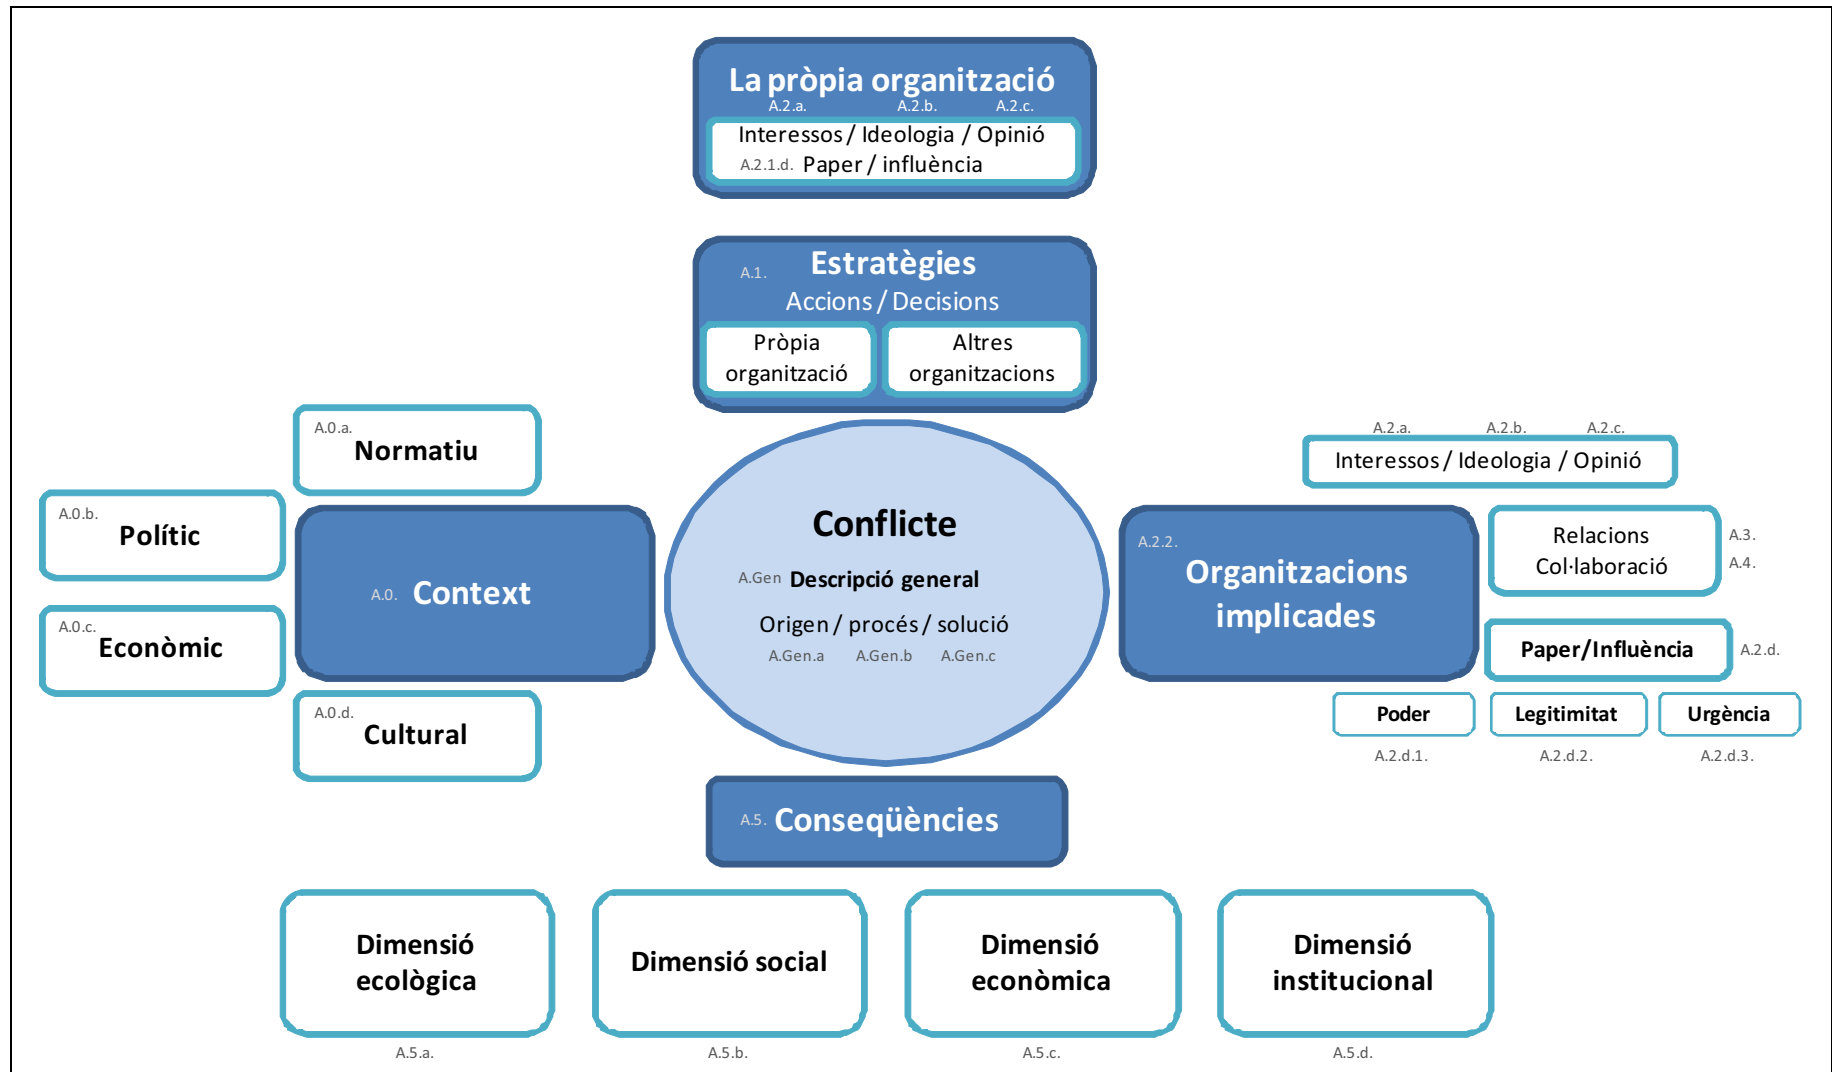 La pròpia organització
A.2.a. A.2.b. A.2.c.
Interessos / Ideologia / Opinió
A.2.1.d. Paper / influència
A.1. Estratègies
Accions / Decisions
Pròpia
organització
Altres
organitzacions
A.0.a.
Normatiu
A.0.b.
Polític
A.0. Context
A.0.c.
Econòmic
A.0.d.
Cultural
Conflicte
A.Gen Descripció general
Origen / procés / solució
A.Gen.a A.Gen.b A.Gen.c
A.2.a. A.2.b. A.2.c.
Interessos / Ideologia / Opinió
A.2.2.
Organitzacions
implicades
Relacions A.3.
Col·laboració A.4.
Paper/Influència A.2.d.
Poder
Legitimitat
Urgència
A.2.d.1. A.2.d.2. A.2.d.3.
A.5. Conseqüències
Dimensió
ecològica
Dimensió social
Dimensió
econòmica
Dimensió
institucional
A.5.a. A.5.b. A.5.c. A.5.d.